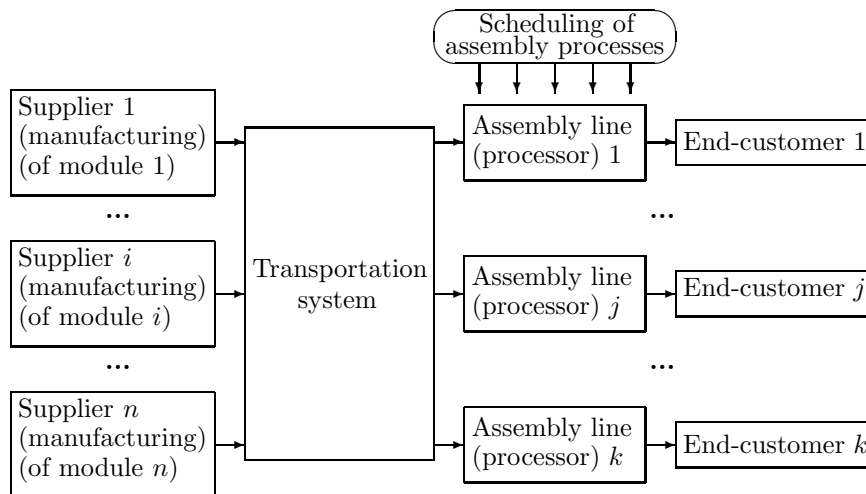 Scheduling of
assembly processes
Supplier 1
(manufacturing)
(of module 1)
...
Supplier i
(manufacturing)
(of module i)
...
Supplier n
(manufacturing)
(of module n)
Transportation
system
Assembly line
(processor) 1
...
Assembly line
(processor) j
...
Assembly line
(processor) k
End-customer 1
End-customer j
End-customer k